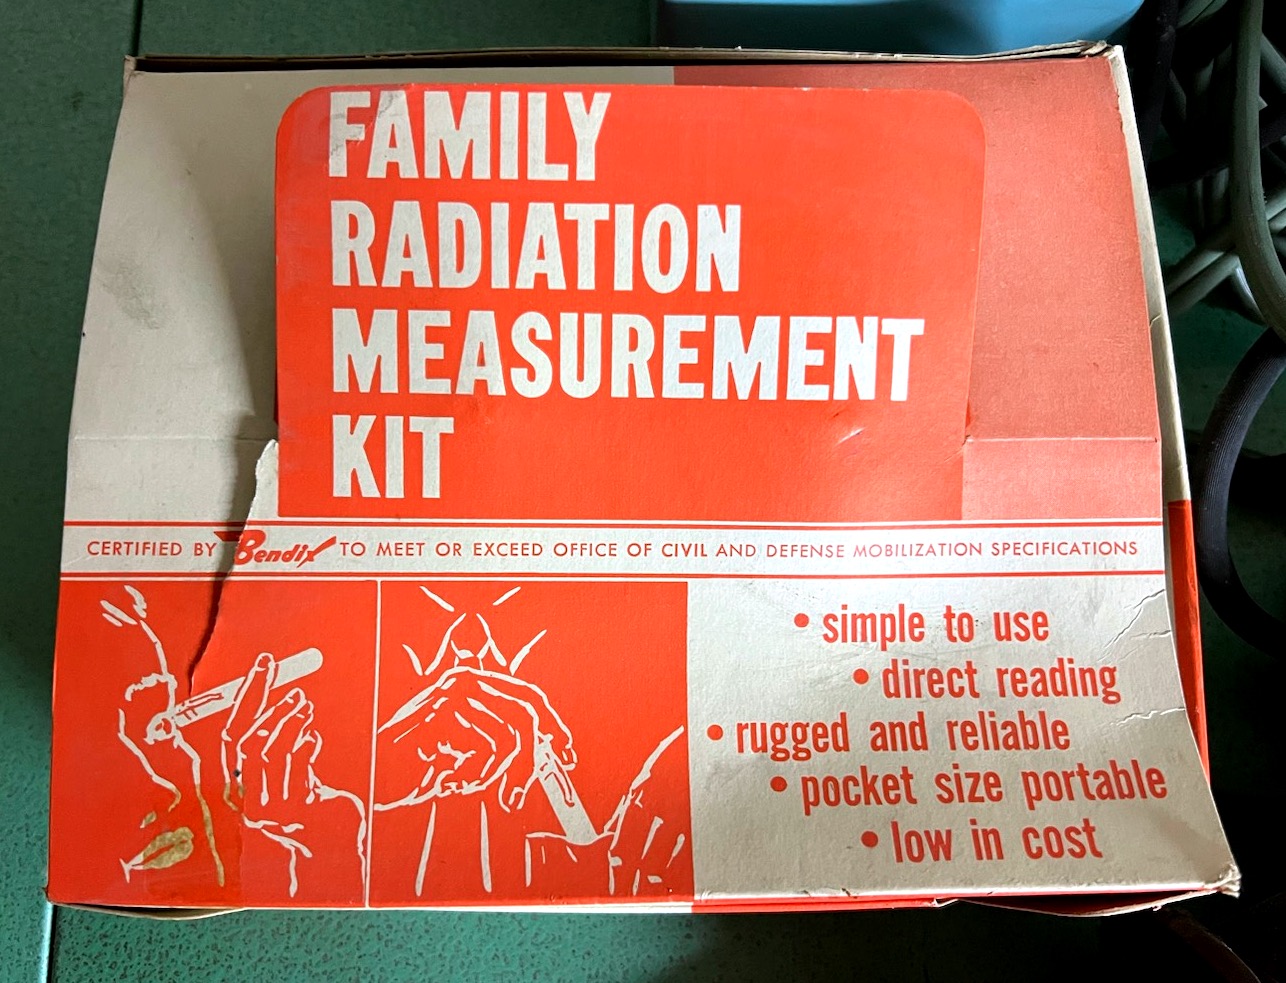 FAMILY
RADIATION
MEASUREMENT
KIT
CERTIFIED BY Bendix TO MEET OR EXCEED OFFICE OF CIVIL AND DEFENSE MOBILIZATION SPECIFICATIONS
• simple to use
• direct reading
• rugged and reliable
• pocket size portable
• low in cost